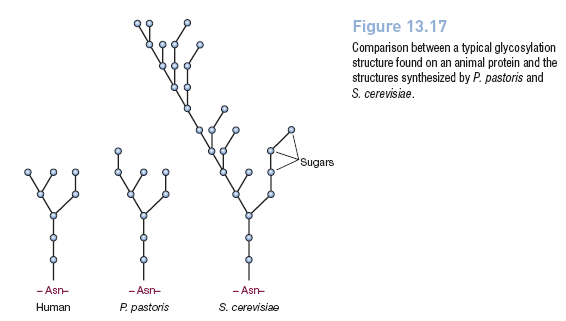 Figure 13.17
Comparison between a typical glycosylation
structure found on an animal protein and the
structures synthesized by P. pastoris and
S. cerevisiae.
Sugars
– Asn–
– Asn–
– Asn–
Human
P. pastoris
S. cerevisiae